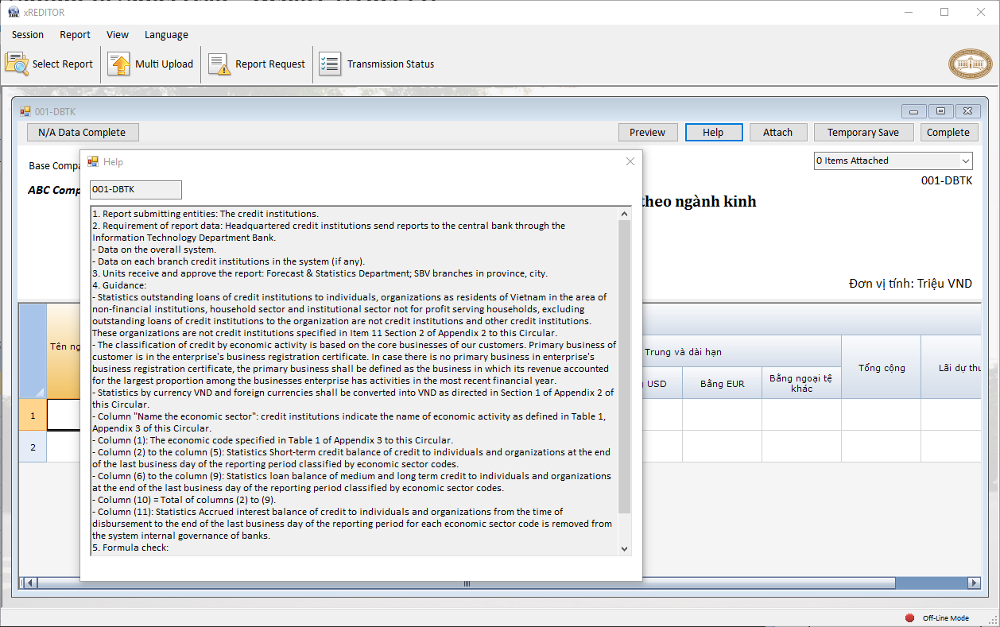 xREDITOR
Session Report View Language
Select Report Multi Upload Report Request Transmission Status
001-DBTK
N/A Data Complete Preview Help Attach Temporary Save Complete
Base
0 Items Attached
001-DBTK
ABC
theo ngành kinh
Đơn vị tính: Triệu VND
Help
001-DBTK
1. Report submitting entities: The credit institutions.
2. Requirement of report data: Headquartered credit institutions send reports to the central bank through the
Information Technology Department Bank.
- Data on the overall system.
- Data on each branch credit institutions in the system (if any).
3. Units receive and approve the report: Forecast & Statistics Department; SBV branches in province, city.
4. Guidance:
- Statistics outstanding loans of credit institutions to individuals, organizations as residents of Vietnam in the area of
non-financial institutions, household sector and institutional sector not for profit serving households, excluding
outstanding loans of credit institutions to the organization are not credit institutions and other credit institutions.
These organizations are not credit institutions specified in Item 11 Section 2 of Appendix 2 to this Circular.
- The classification of credit by economic activity is based on the core businesses of our customers. Primary business of
customer is in the enterprise's business registration certificate. In case there is no primary business in enterprise's
business registration certificate, the primary business shall be defined as the business in which its revenue accounted
for the largest proportion among the businesses enterprise has activities in the most recent financial year.
- Statistics by currency VND and foreign currencies shall be converted into VND as directed in Section 1 of Appendix 2 of
this Circular.
- Column "Name the economic sector": credit institutions indicate the name of economic activity as defined in Table 1,
Appendix 3 of this Circular.
- Column (1): The economic code specified in Table 1 of Appendix 3 to this Circular.
- Column (2) to the column (5): Statistics Short-term credit balance of credit to individuals and organizations at the end
of the last business day of the reporting period classified by economic sector codes.
- Column (6) to the column (9): Statistics loan balance of medium and long term credit to individuals and organizations
at the end of the last business day of the reporting period classified by economic sector codes.
- Column (10) = Total of columns (2) to (9).
- Column (11): Statistics Accrued interest balance of credit to individuals and organizations from the time of
disbursement to the end of the last business day of the reporting period for each economic sector code is removed from
the system internal governance of banks.
5. Formula check:
Tên
Trung và dài hạn
USD
Bằng EUR
Bằng ngoại tệ
khác
Tổng cộng
Lãi dự
1
2
Off-Line Mode